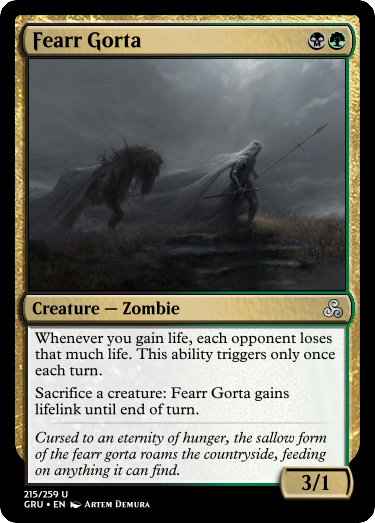 Fearr Gorta
Creature — Zombie
Whenever you gain life, each opponent loses
that much life. This ability triggers only once
each turn.
Sacrifice a creature: Fearr Gorta gains
lifelink until end of turn.
Cursed to an eternity of hunger, the sallow form
of the fearr gorta roams the countryside, feeding
on anything it can find.
3/1
215/259 U
GRU • EN ARTEM DEMURA